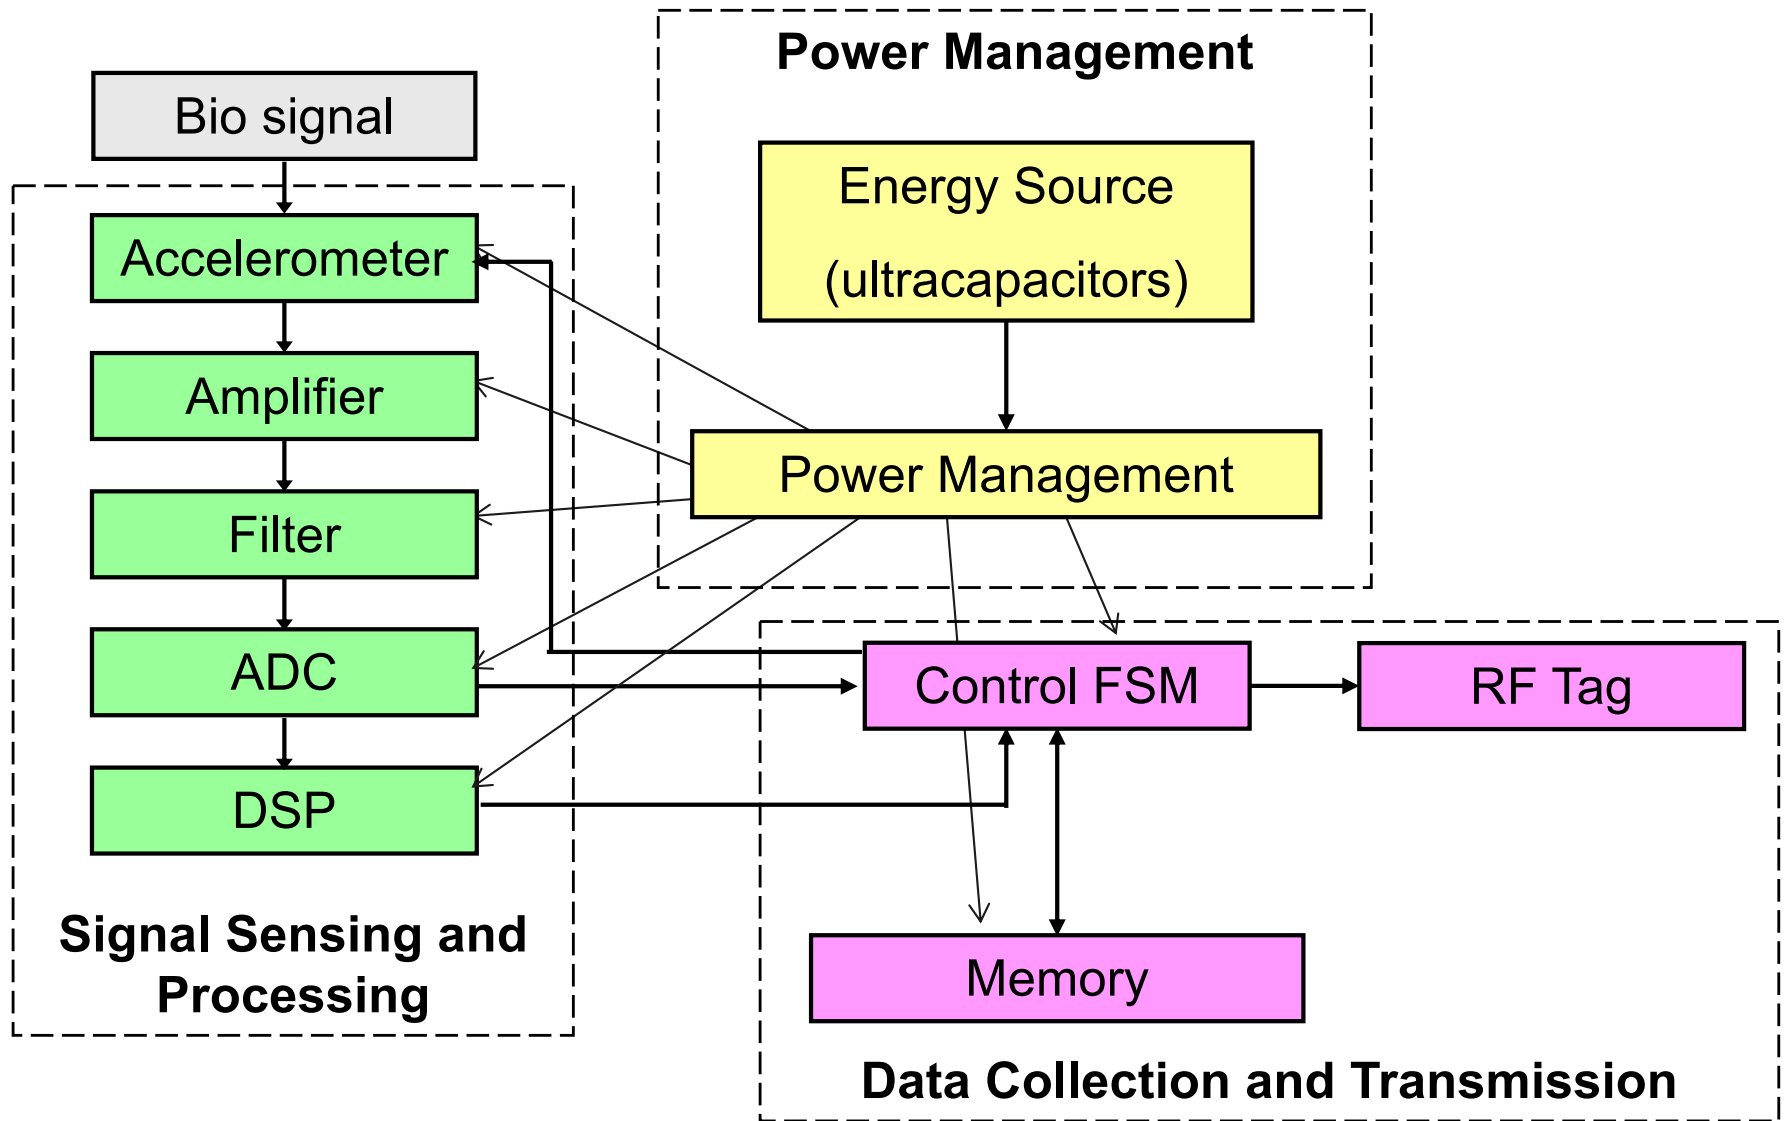 Power Management
Bio signal
Energy Source
(ultracapacitors)
Accelerometer
Amplifier
Power Management
Filter
ADC
Control FSM
RF Tag
DSP
Signal Sensing and
Processing
Memory
Data Collection and Transmission